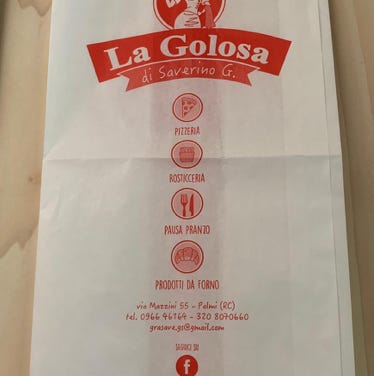 La Golosa
di Saverino G.
PIZZERIA
ROSTICCERIA
PAUSA PRANZO
PRODOTTI DA FORNO
via Mazzini 55 - Palmi (RC)
tel. 0966 46164 - 320 8070660
grasave.gs@gmail.com
SEGUICI SU
f